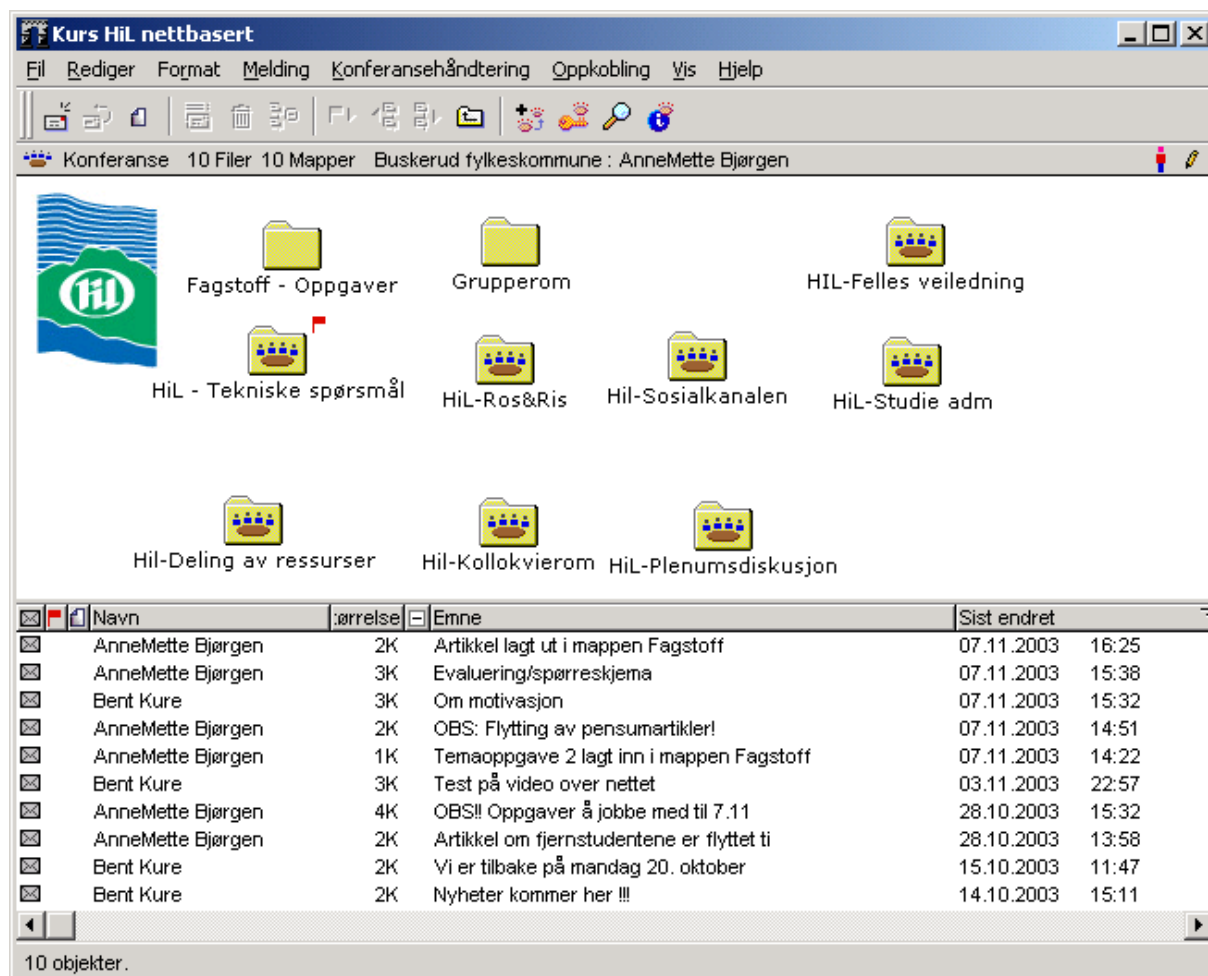 Kurs HiL nettbasert
Fil Rediger Format Melding Konferansehåndtering Oppkobling Vis Hjelp
Konferanse 10 Filer 10 Mapper Buskerud fylkeskommune : AnneMette Bjørgen
Hil
Fagstoff - Oppgaver Grupperom HIL-Felles veiledning
HiL - Tekniske spørsmål HiL-Ros&Ris Hil-Sosialkanalen HiL-Studie adm
Hil-Deling av ressurser Hil-Kollokvierom HiL-Plenumsdiskusjon
Navn :ørrelse Emne Sist endret
AnneMette Bjørgen 2K Artikkel lagt ut i mappen Fagstoff 07.11.2003 16:25
AnneMette Bjørgen 3K Evaluering/spørreskjema 07.11.2003 15:38
Bent Kure 3K Om motivasjon 07.11.2003 15:32
AnneMette Bjørgen 2K OBS: Flytting av pensumartikler! 07.11.2003 14:51
AnneMette Bjørgen 1K Temaoppgave 2 lagt inn i mappen Fagstoff 07.11.2003 14:22
Bent Kure 3K Test på video over nettet 03.11.2003 22:57
AnneMette Bjørgen 4K OBS!! Oppgaver å jobbe med til 7.11 28.10.2003 15:32
AnneMette Bjørgen 2K Artikkel om fjernstudentene er flyttet ti 28.10.2003 13:58
Bent Kure 2K Vi er tilbake på mandag 20. oktober 15.10.2003 11:47
Bent Kure 2K Nyheter kommer her !!! 14.10.2003 15:11
10 objekter.